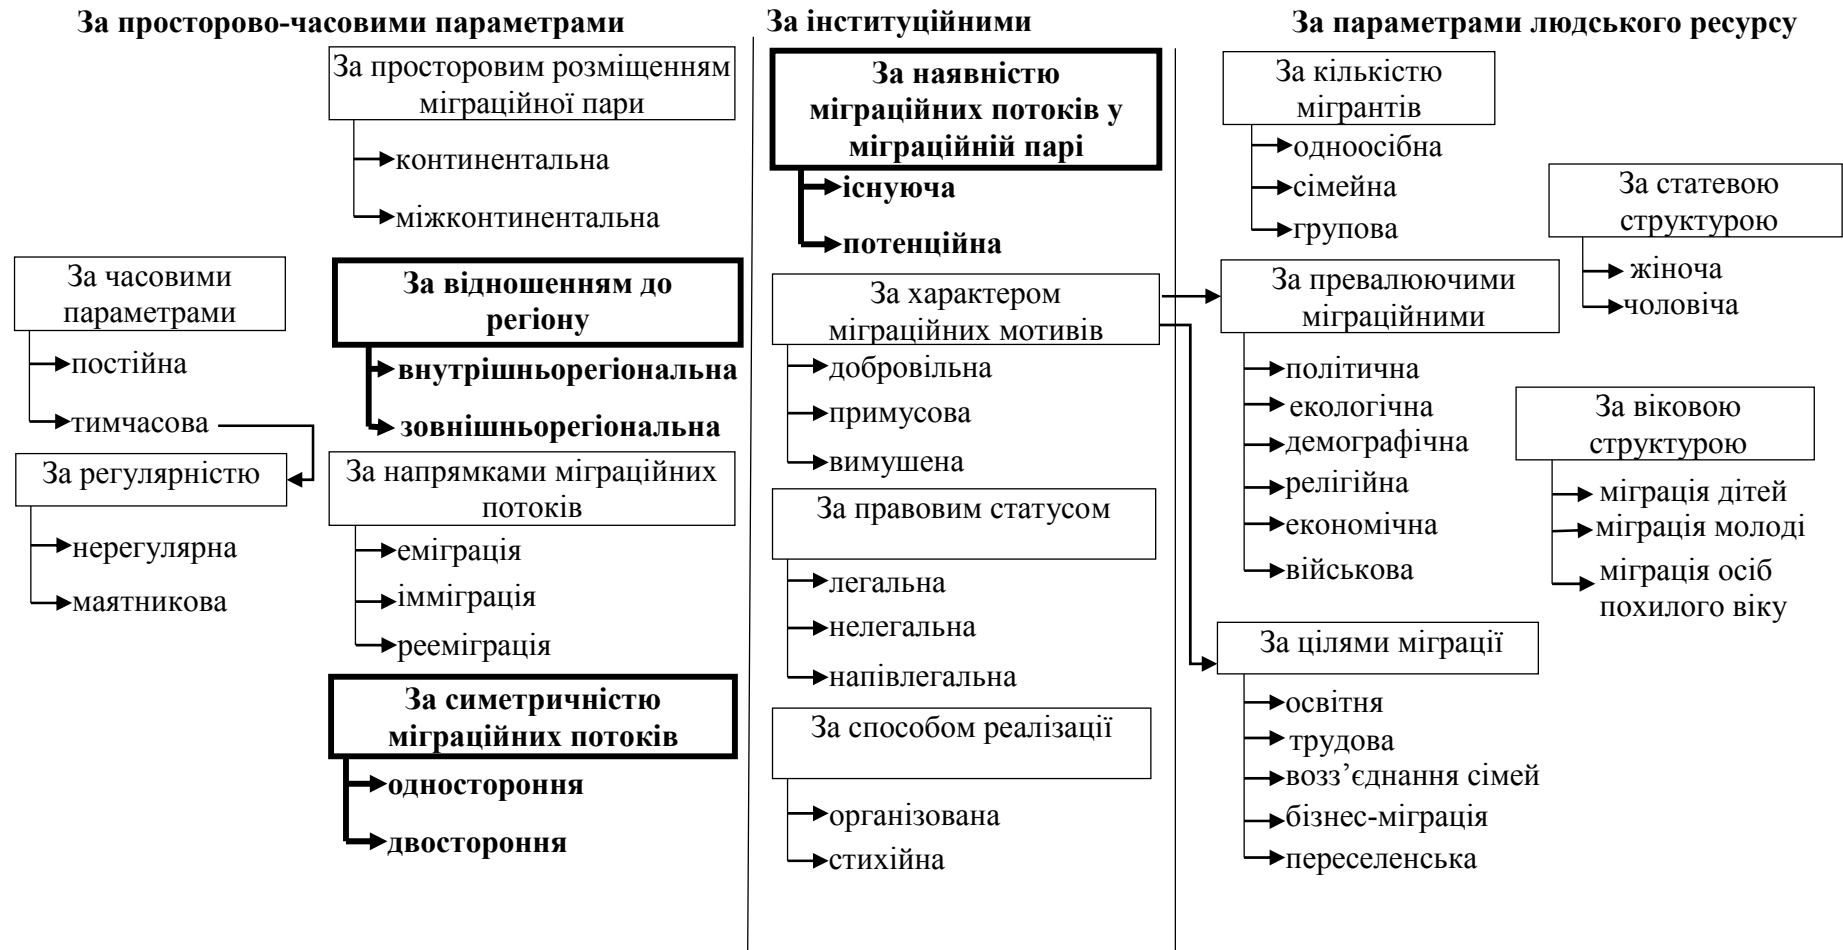 За просторово-часовими параметрами
За просторовим розміщенням
міграційної пари
континентальна
міжконтинентальна
За часовими
параметрами
постійна
тимчасова
За регулярністю
нерегулярна
маятникова
За відношенням до
регіону
внутрішньорегіональна
зовнішньорегіональна
За напрямками міграційних
потоків
еміграція
імміграція
рееміграція
За симетричністю
міграційних потоків
одностороння
двостороння
За інституційними
За наявністю
міграційних потоків у
міграційній парі
існуюча
потенційна
За характером
міграційних мотивів
добровільна
примусова
вимушена
За правовим статусом
легальна
нелегальна
напівлегальна
За способом реалізації
організована
стихійна
За параметрами людського ресурсу
За кількістю
мігрантів
одноосібна
сімейна
групова
За статевою
структурою
жіноча
чоловіча
За превалюючими
міграційними
політична
екологічна
демографічна
релігійна
економічна
військова
За віковою
структурою
міграція дітей
міграція молоді
міграція осіб
похилого віку
За цілями міграції
освітня
трудова
возз’єднання сімей
бізнес-міграція
переселенська